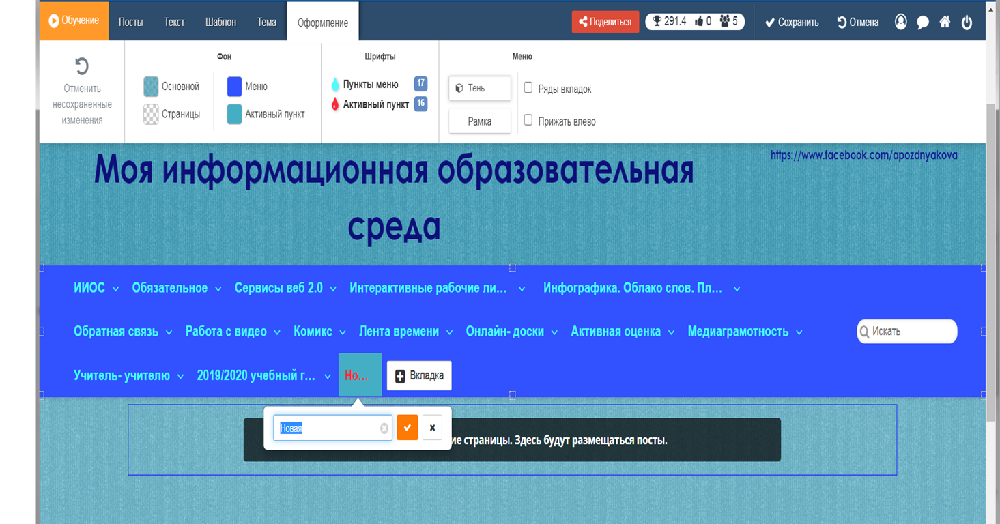 Обучение Посты Текст Шаблон Тема Оформление Поделиться 291.4 0 5 Сохранить Отмена
Отменить
несохраненные
изменения
Фон
Основной Меню
Страницы Активный пункт
Шрифты
Пункты меню 17
Активный пункт 16
Меню
Тень Ряды вкладок
Рамка Прижать влево
Моя информационная образовательная
среда
https://www.facebook.com/apozdnyakova
ИИОС Обязательное Сервисы веб 2.0 Интерактивные рабочие ли... Инфографика. Облако слов. Пл...
Обратная связь Работа с видео Комикс Лента времени Онлайн- доски Активная оценка Медиаграмотность Искать
Учитель- учителю 2019/2020 учебный г... Но... Вкладка
Новая
ие страницы. Здесь будут размещаться посты.